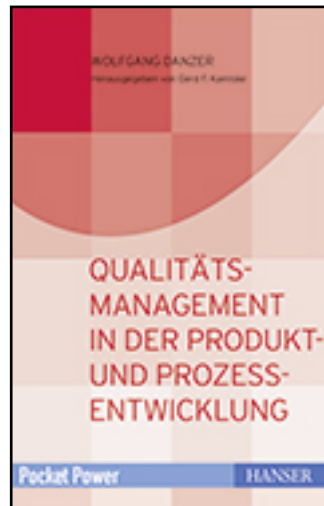 WOLFGANG DANZER
Herausgegeben von Gerd F. Kamiske
QUALITÄTS-
MANAGEMENT
IN DER PRODUKT-
UND PROZESS-
ENTWICKLUNG
Pocket Power
HANSER